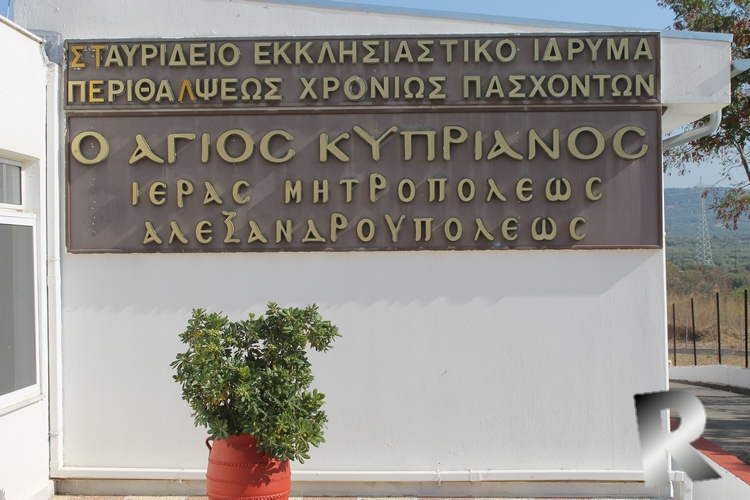 ΣΤΑΥΡΙΔΕΙΟ ΕΚΚΛΗΣΙΑΣΤΙΚΟ ΙΔΡΥΜΑ
ΠΕΡΙΘΑΛΨΕΩΣ ΧΡΟΝΙΩΣ ΠΑΣΧΟΝΤΩΝ
Ο ΑΓΙΟΣ ΚΥΠΡΙΑΝΟΣ
ΙΕΡΑΣ ΜΗΤΡΟΠΟΛΕΩΣ
ΑΛΕΞΑΝΔΡΟΥΠΟΛΕΩΣ
R